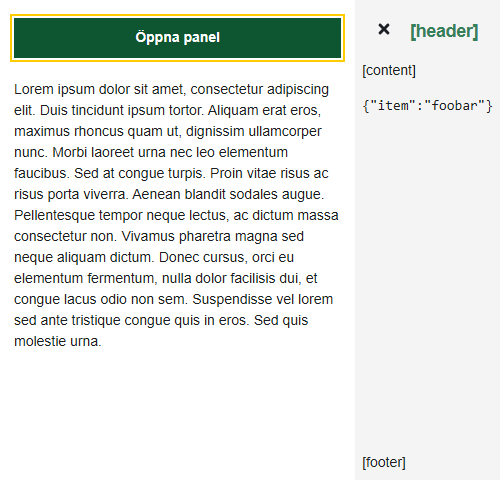 Öppna panel
Lorem ipsum dolor sit amet, consectetur adipiscing
elit. Duis tincidunt ipsum tortor. Aliquam erat eros,
maximus rhoncus quam ut, dignissim ullamcorper
nunc. Morbi laoreet urna nec leo elementum
faucibus. Sed at congue turpis. Proin vitae risus ac
risus porta viverra. Aenean blandit sodales augue.
Pellentesque tempor neque lectus, ac dictum massa
consectetur non. Vivamus pharetra magna sed
neque aliquam dictum. Donec cursus, orci eu
elementum fermentum, nulla dolor facilisis dui, et
congue lacus odio non sem. Suspendisse vel lorem
sed ante tristique congue quis in eros. Sed quis
molestie urna.
[header]
[content]
{"item":"foobar"}
[footer]